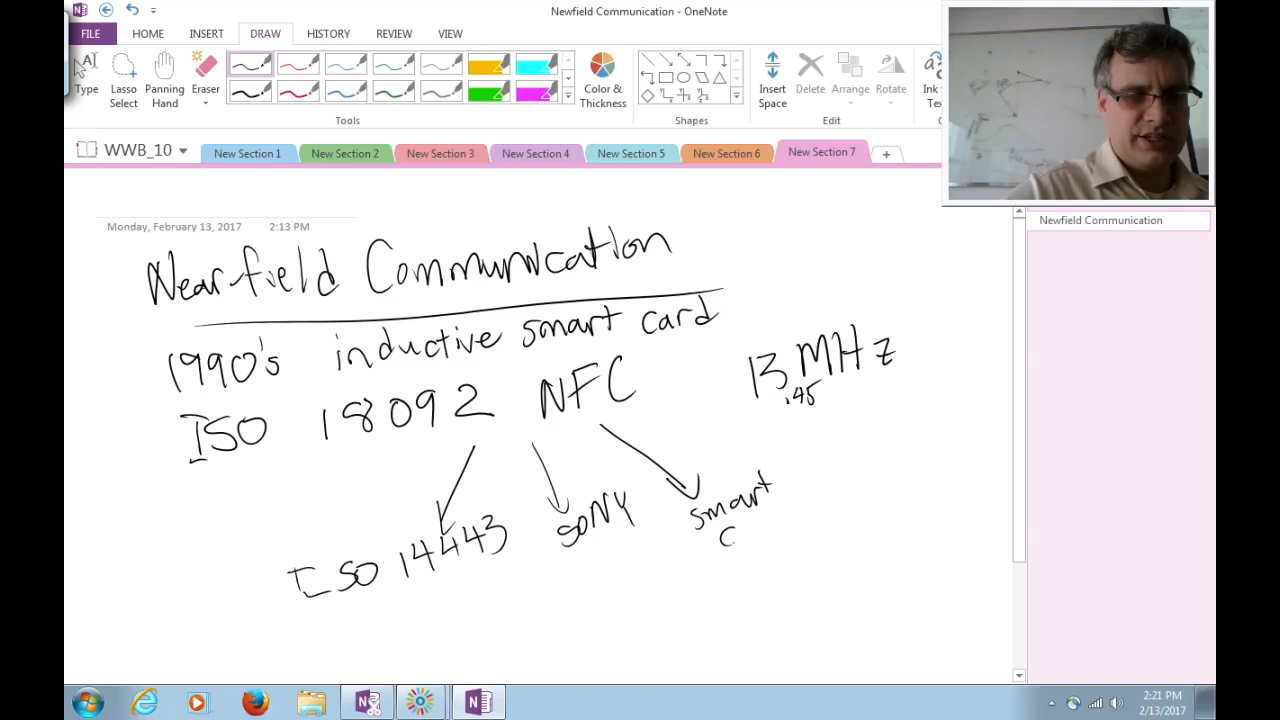 Newfield Communication - OneNote
FILE HOME INSERT DRAW HISTORY REVIEW VIEW
Type
Lasso Select
Panning Hand
Eraser
Color & Thickness
Insert Space
Delete
Arrange
Rotate
Ink to
Tools
Shapes
Edit
WWB_10
New Section 1
New Section 2
New Section 3
New Section 4
New Section 5
New Section 6
New Section 7
Newfield Communication
Monday, February 13, 2017 2:13 PM
Near-field Communication
1990's inductive smart card
13 MHz
.45
ISO 18092 NFC
ISO 14443
SONY
smart
C
2:21 PM
2/13/2017